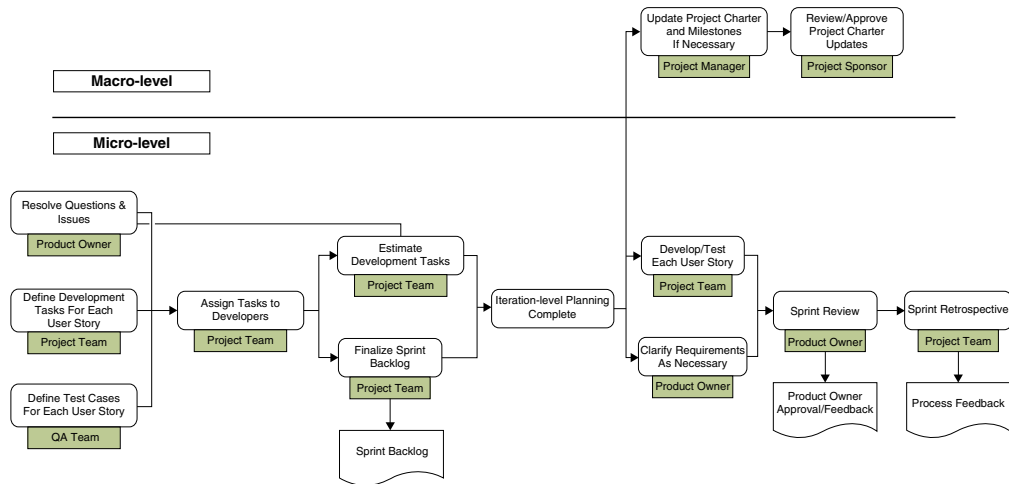 Update Project Charter
and Milestones
If Necessary
Project Manager
Review/Approve
Project Charter
Updates
Project Sponsor
Macro-level
Micro-level
Resolve Questions &
Issues
Product Owner
Define Development
Tasks For Each
User Story
Project Team
Define Test Cases
For Each User Story
QA Team
Assign Tasks to
Developers
Project Team
Estimate
Development Tasks
Project Team
Finalize Sprint
Backlog
Project Team
Sprint Backlog
Iteration-level Planning
Complete
Develop/Test
Each User Story
Project Team
Clarify Requirements
As Necessary
Product Owner
Sprint Review
Product Owner
Product Owner
Approval/Feedback
Sprint Retrospective
Project Team
Process Feedback